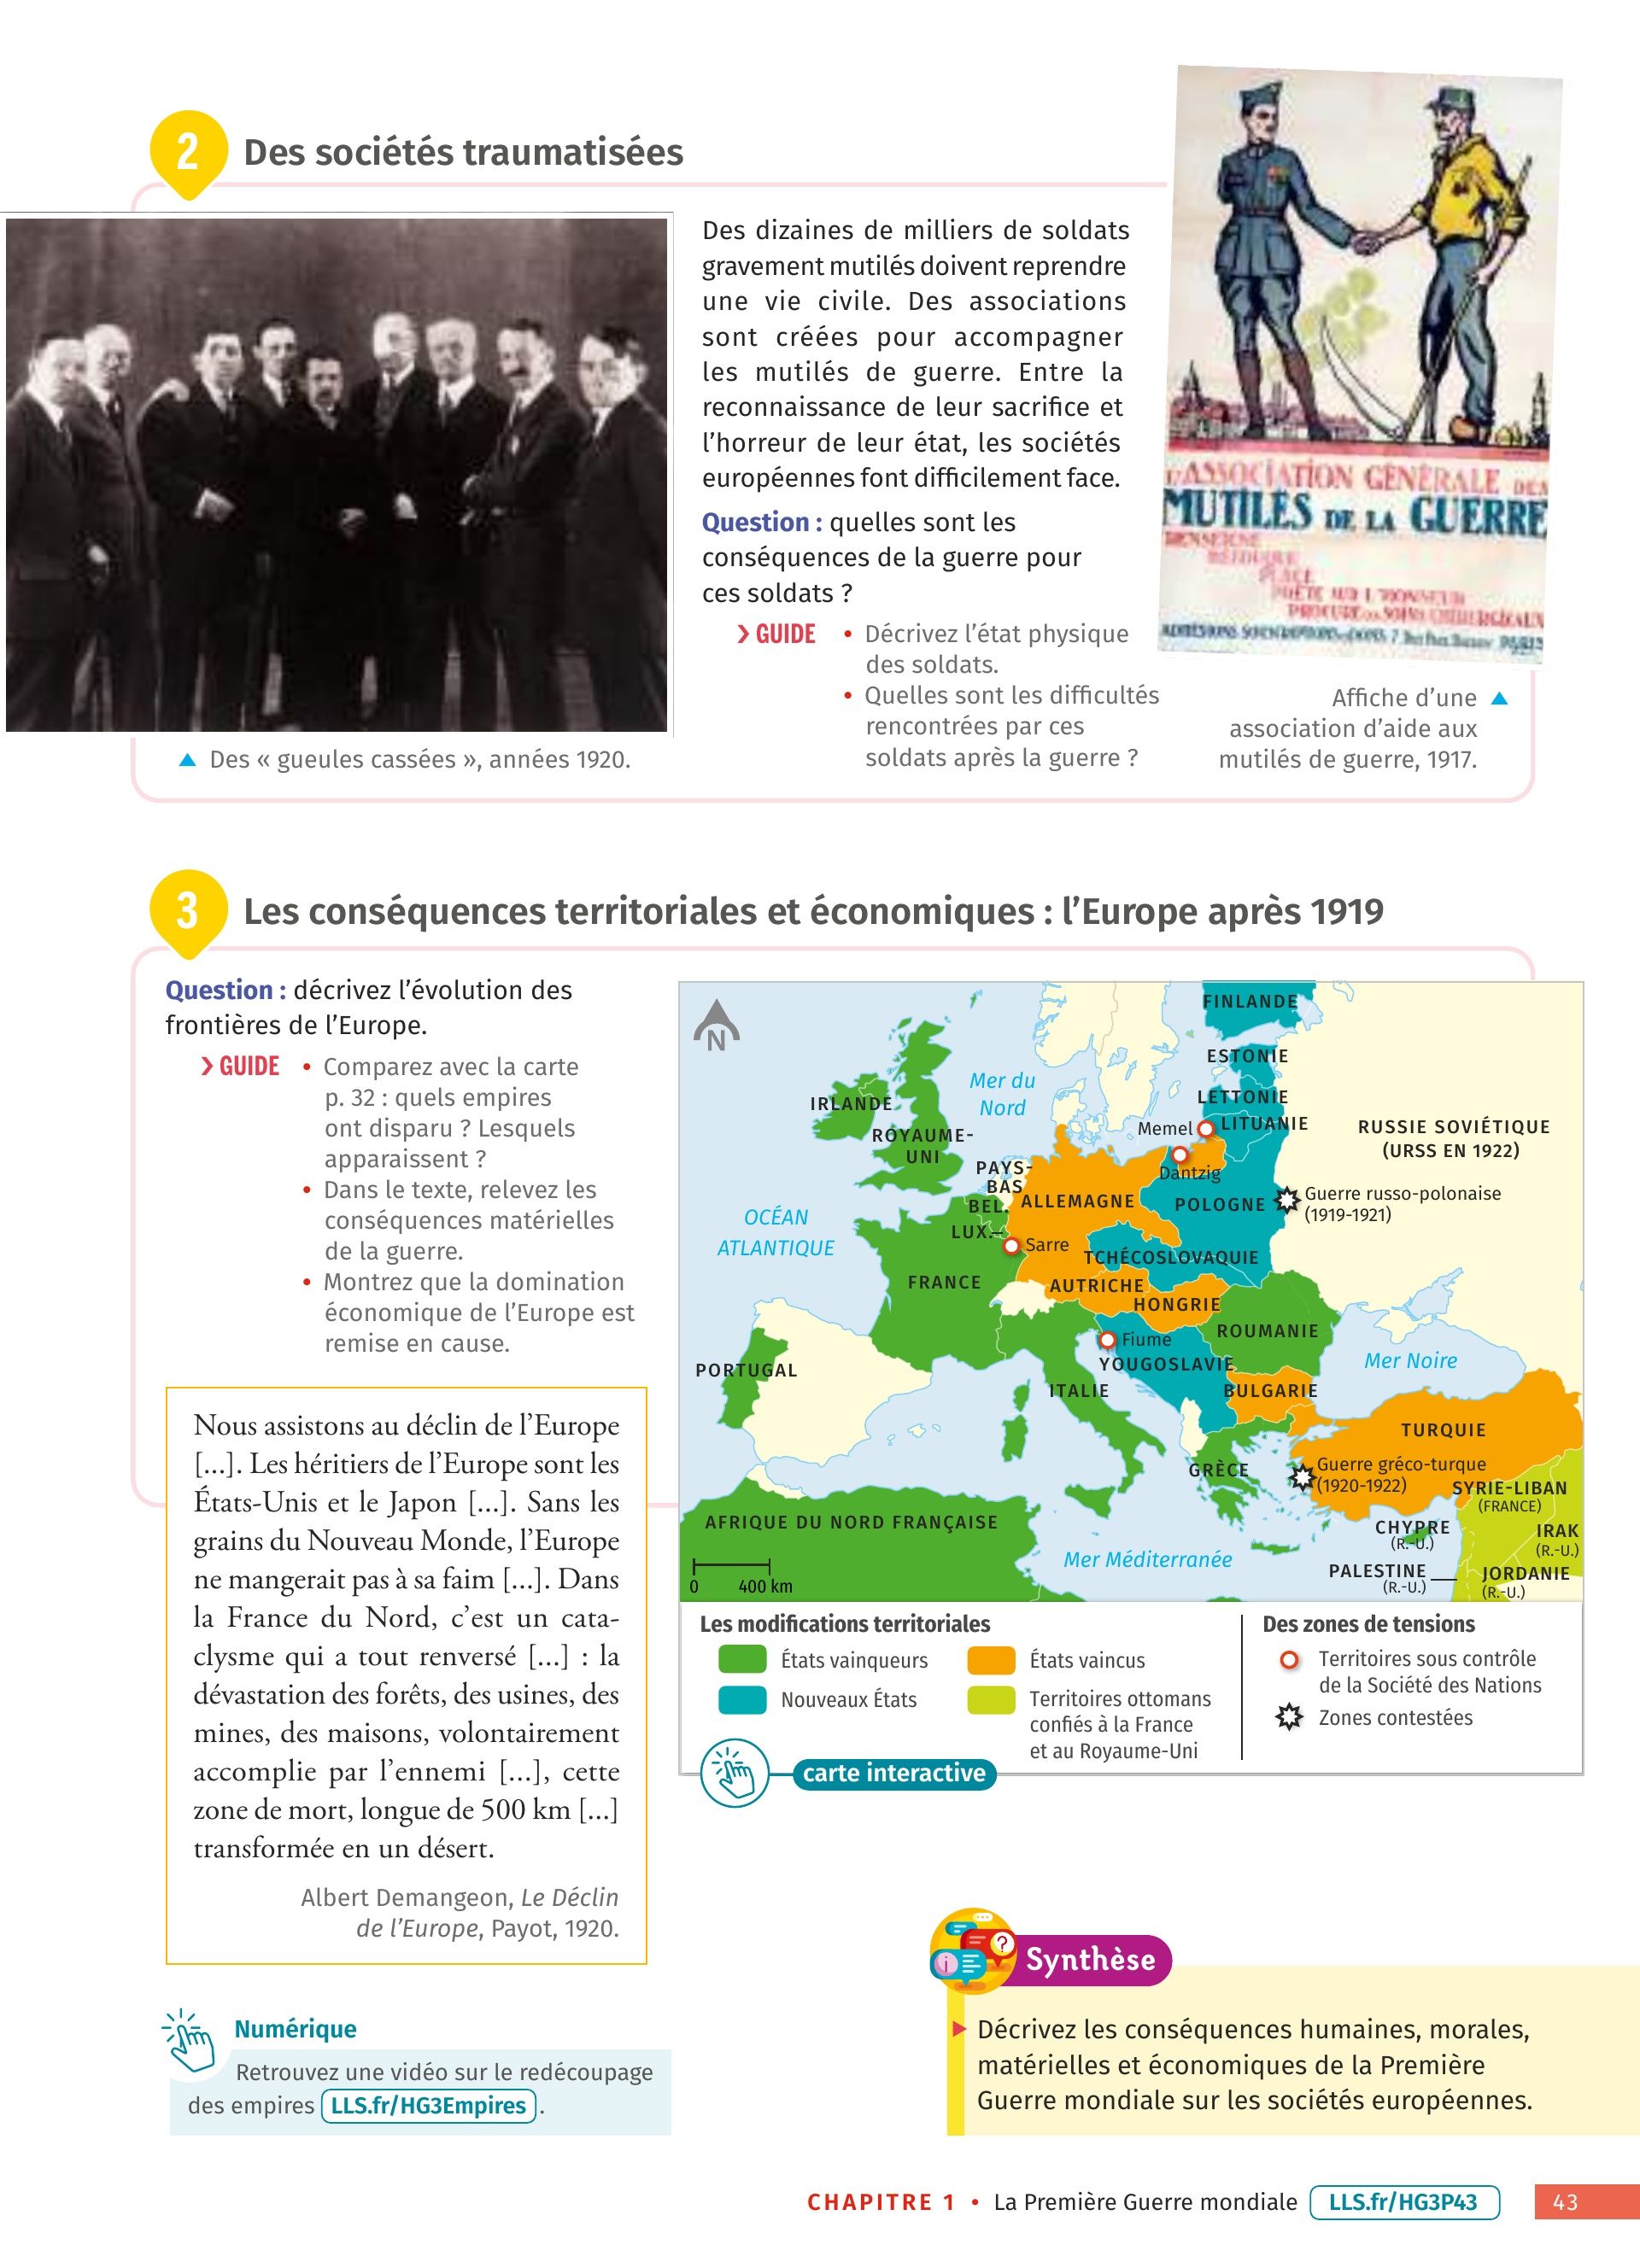 2
Des sociétés traumatisées
Des dizaines de milliers de soldats
gravement mutilés doivent reprendre
une vie civile. Des associations
sont créées pour accompagner
les mutilés de guerre. Entre la
reconnaissance de leur sacrifice et
l'horreur de leur état, les sociétés
européennes font difficilement face.
Question : quelles sont les
conséquences de la guerre pour
ces soldats ?
❯ GUIDE • Décrivez l'état physique
des soldats.
• Quelles sont les difficultés
rencontrées par ces
soldats après la guerre ?
▲ Des « gueules cassées », années 1920.
L'ASSOCIATION GÉNÉRALE DES
MUTILÉS DE LA GUERRE
RENSEIGNE
RÉÉDUQUE
PLACE
PRÊTE SUR L'HONNEUR
PROCURE DES SOINS CHIRURGICAUX
Affiche d'une ▲
association d'aide aux
mutilés de guerre, 1917.
3
Les conséquences territoriales et économiques : l'Europe après 1919
Question : décrivez l'évolution des
frontières de l'Europe.
❯ GUIDE • Comparez avec la carte
p. 32 : quels empires
ont disparu ? Lesquels
apparaissent ?
• Dans le texte, relevez les
conséquences matérielles
de la guerre.
• Montrez que la domination
économique de l'Europe est
remise en cause.
Nous assistons au déclin de l'Europe
[...]. Les héritiers de l'Europe sont les
États-Unis et le Japon [...]. Sans les
grains du Nouveau Monde, l'Europe
ne mangerait pas à sa faim [...]. Dans
la France du Nord, c'est un cata-
clysme qui a tout renversé [...] : la
dévastation des forêts, des usines, des
mines, des maisons, volontairement
accomplie par l'ennemi [...], cette
zone de mort, longue de 500 km [...]
transformée en un désert.
Albert Demangeon, Le Déclin
de l'Europe, Payot, 1920.
N
FINLANDE
ESTONIE
LETTONIE
Memel
LITUANIE
RUSSIE SOVIÉTIQUE
(URSS EN 1922)
Mer du
Nord
IRLANDE
ROYAUME-
UNI
PAYS-
BAS
BEL.
LUX.
ALLEMAGNE
Dantzig
POLOGNE
Guerre russo-polonaise
(1919-1921)
OCÉAN
ATLANTIQUE
Sarre
TCHÉCOSLOVAQUIE
FRANCE
AUTRICHE
HONGRIE
ROUMANIE
Fiume
YOUGOSLAVIE
Mer Noire
PORTUGAL
ITALIE
BULGARIE
TURQUIE
GRÈCE
Guerre gréco-turque
(1920-1922)
SYRIE-LIBAN
(FRANCE)
AFRIQUE DU NORD FRANÇAISE
CHYPRE
(R.-U.)
IRAK
(R.-U.)
Mer Méditerranée
PALESTINE
(R.-U.)
JORDANIE
(R.-U.)
0 400 km
Les modifications territoriales
États vainqueurs
Nouveaux États
États vaincus
Territoires ottomans
confiés à la France
et au Royaume-Uni
Des zones de tensions
Territoires sous contrôle
de la Société des Nations
Zones contestées
carte interactive
Numérique
Retrouvez une vidéo sur le redécoupage
des empires LLS.fr/HG3Empires .
Synthèse
▶ Décrivez les conséquences humaines, morales,
matérielles et économiques de la Première
Guerre mondiale sur les sociétés européennes.
CHAPITRE 1 • La Première Guerre mondiale LLS.fr/HG3P43 43